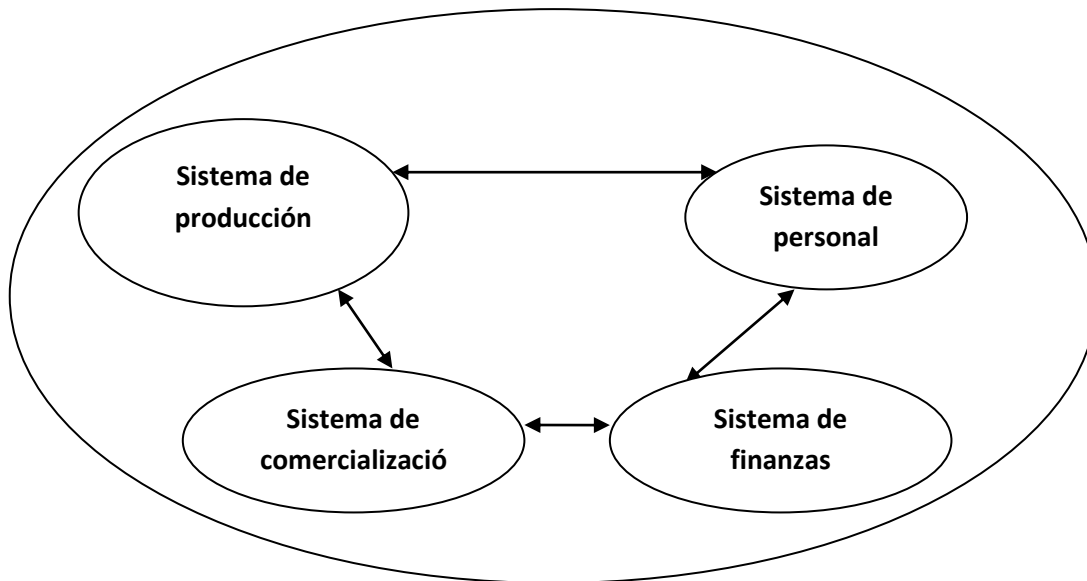 Sistema de
producción
Sistema de
personal
Sistema de
comercializació
Sistema de
finanzas